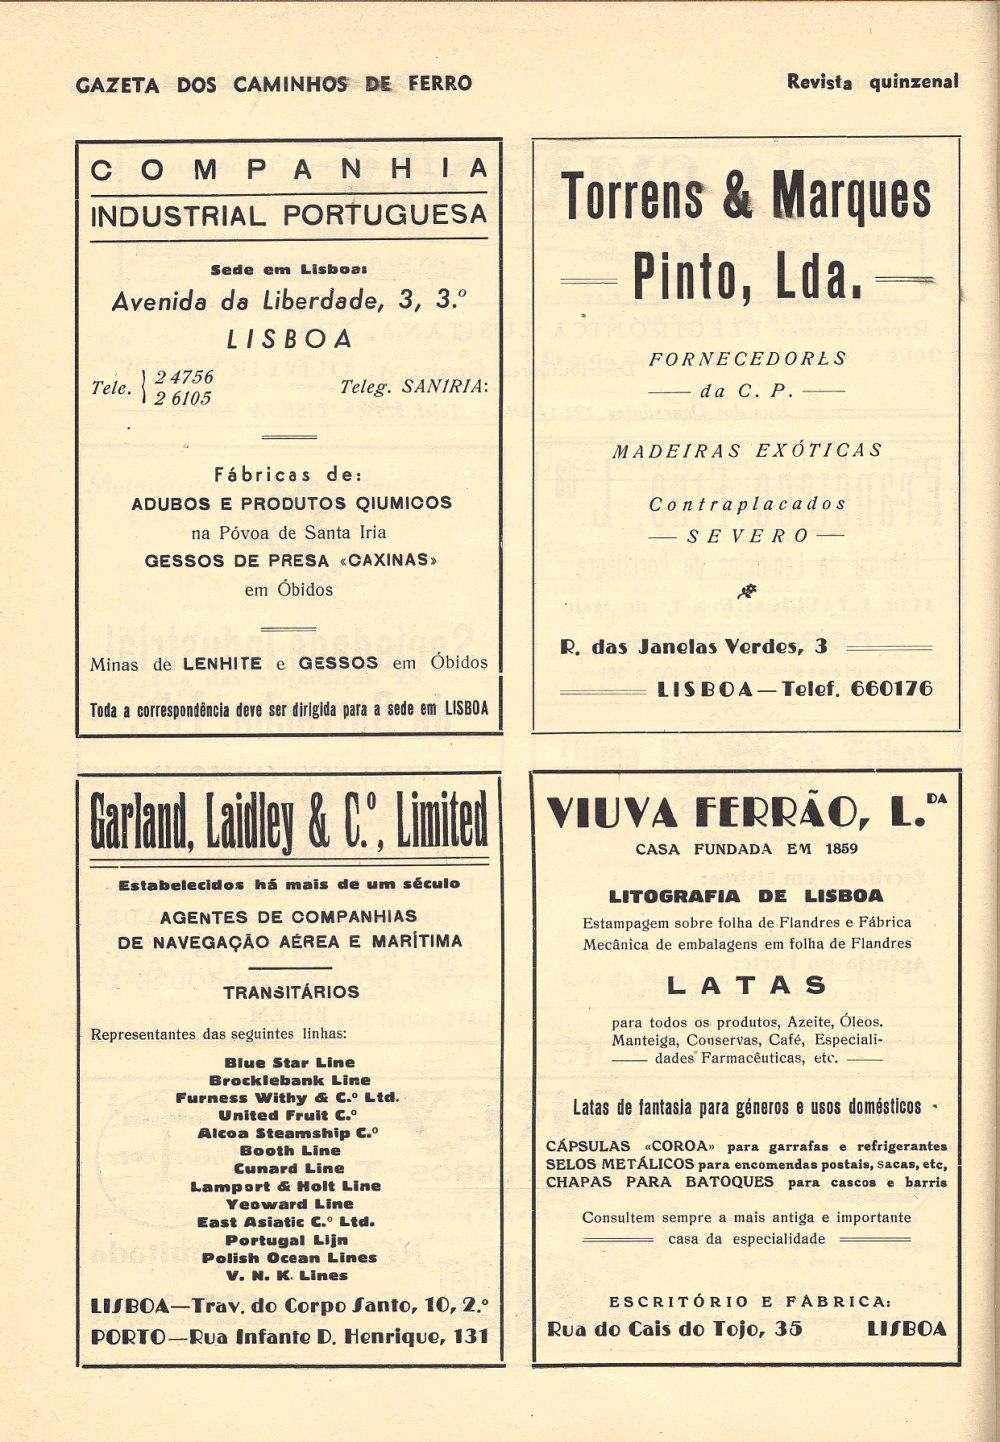 GAZETA DOS CAMINHOS DE FERRO
Revista quinzenal
COMPANHIA
INDUSTRIAL PORTUGUESA
Sede em Lisboa:
Avenida da Liberdade, 3, 3.º
LISBOA
Tele. { 2 4756
2 6105
Teleg. SANIRIA:
Fábricas de:
ADUBOS E PRODUTOS QIUMICOS
na Póvoa de Santa Iria
GESSOS DE PRESA «CAXINAS»
em Óbidos
Minas de LENHITE e GESSOS em Óbidos
Toda a correspondência deve ser dirigida para a sede em LISBOA
Torrens & Marques
Pinto, Lda.
FORNECEDORES
da C. P.
MADEIRAS EXÓTICAS
Contraplacados
SEVERO
R. das Janelas Verdes, 3
LISBOA—Telef. 660176
Garland, Laidley & C.º, Limited
Estabelecidos há mais de um século
AGENTES DE COMPANHIAS
DE NAVEGAÇÃO AÉREA E MARÍTIMA
TRANSITÁRIOS
Representantes das seguintes linhas:
Blue Star Line
Brocklebank Line
Furness Withy & C.º Ltd.
United Fruit C.º
Alcoa Steamship C.º
Booth Line
Cunard Line
Lamport & Holt Line
Yeoward Line
East Asiatic C.º Ltd.
Portugal Lijn
Polish Ocean Lines
V. N. K. Lines
LISBOA—Trav. do Corpo Santo, 10, 2.º
PORTO—Rua Infante D. Henrique, 131
VIUVA FERRÃO, L.DA
CASA FUNDADA EM 1859
LITOGRAFIA DE LISBOA
Estampagem sobre folha de Flandres e Fábrica
Mecânica de embalagens em folha de Flandres
LATAS
para todos os produtos, Azeite, Óleos.
Manteiga, Conservas, Café, Especiali-
dades Farmacêuticas, etc.
Latas de fantasia para géneros e usos domésticos
CÁPSULAS «COROA» para garrafas e refrigerantes
SELOS METÁLICOS para encomendas postais, sacas, etc,
CHAPAS PARA BATOQUES para cascos e barris
Consultem sempre a mais antiga e importante
casa da especialidade
ESCRITÓRIO E FÁBRICA:
Rua do Cais do Tojo, 35 LISBOA